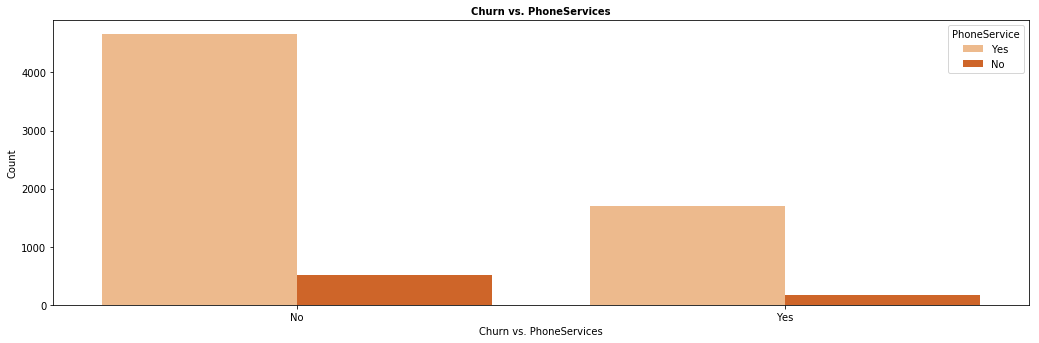 Churn vs. PhoneServices
PhoneService
Yes
No
Count
4000
3000
2000
1000
0
No
Yes
Churn vs. PhoneServices